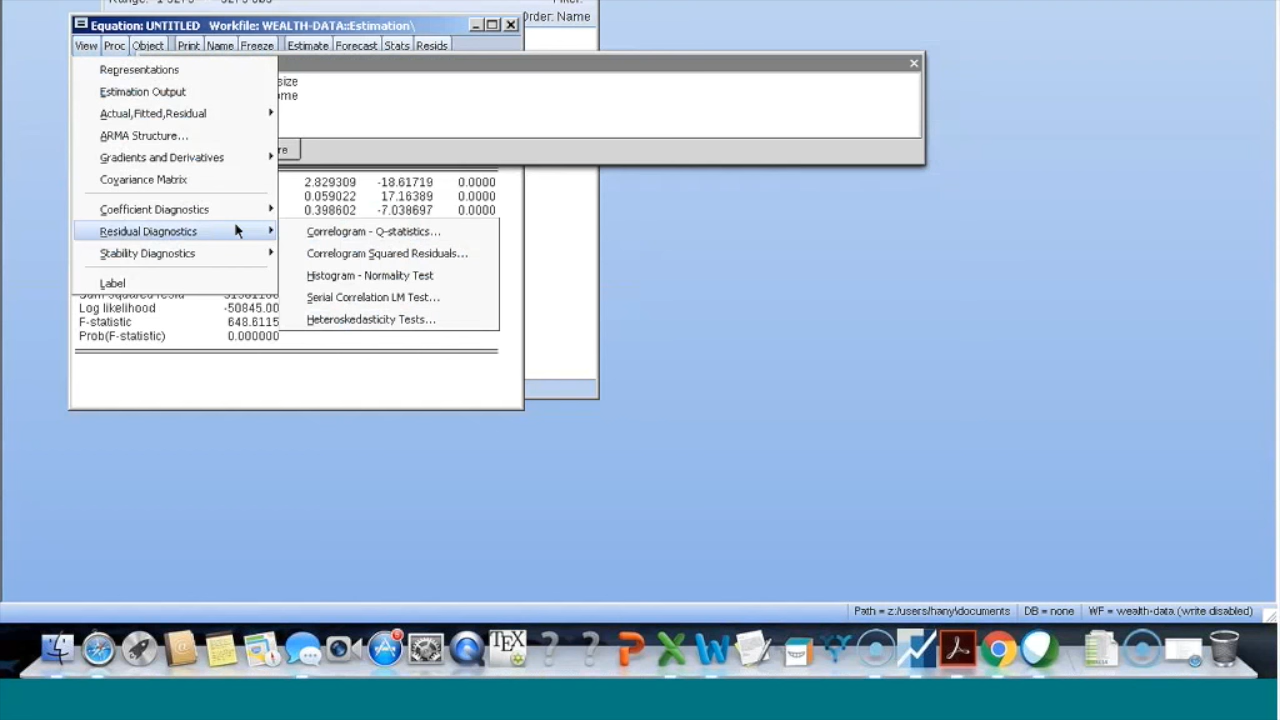 Order: Name
Equation: UNTITLED Workfile: WEALTH-DATA::Estimation\
View Proc Object Print Name Freeze Estimate Forecast Stats Resids
Representations
size
Estimation Output
ome
Actual,Fitted,Residual
ARMA Structure...
re
Gradients and Derivatives
Covariance Matrix
2.829309 -18.61719 0.0000
0.059022 17.16389 0.0000
0.398602 -7.038697 0.0000
Coefficient Diagnostics
Residual Diagnostics
Stability Diagnostics
Label
Correlogram - Q-statistics...
Correlogram Squared Residuals...
Histogram - Normality Test
Serial Correlation LM Test...
Heteroskedasticity Tests...
Log likelihood -50845.00
F-statistic 648.6115
Prob(F-statistic) 0.000000
Path = z:/users/hany\documents DB = none WF = wealth-data (write disabled)
TEX